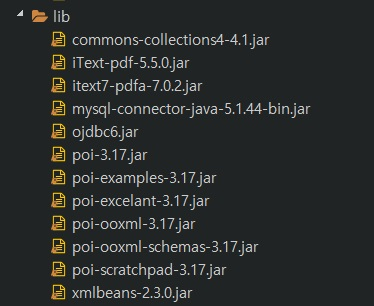 lib
commons-collections4-4.1.jar
iText-pdf-5.5.0.jar
itext7-pdfa-7.0.2.jar
mysql-connector-java-5.1.44-bin.jar
ojdbc6.jar
poi-3.17.jar
poi-examples-3.17.jar
poi-excelant-3.17.jar
poi-ooxml-3.17.jar
poi-ooxml-schemas-3.17.jar
poi-scratchpad-3.17.jar
xmlbeans-2.3.0.jar